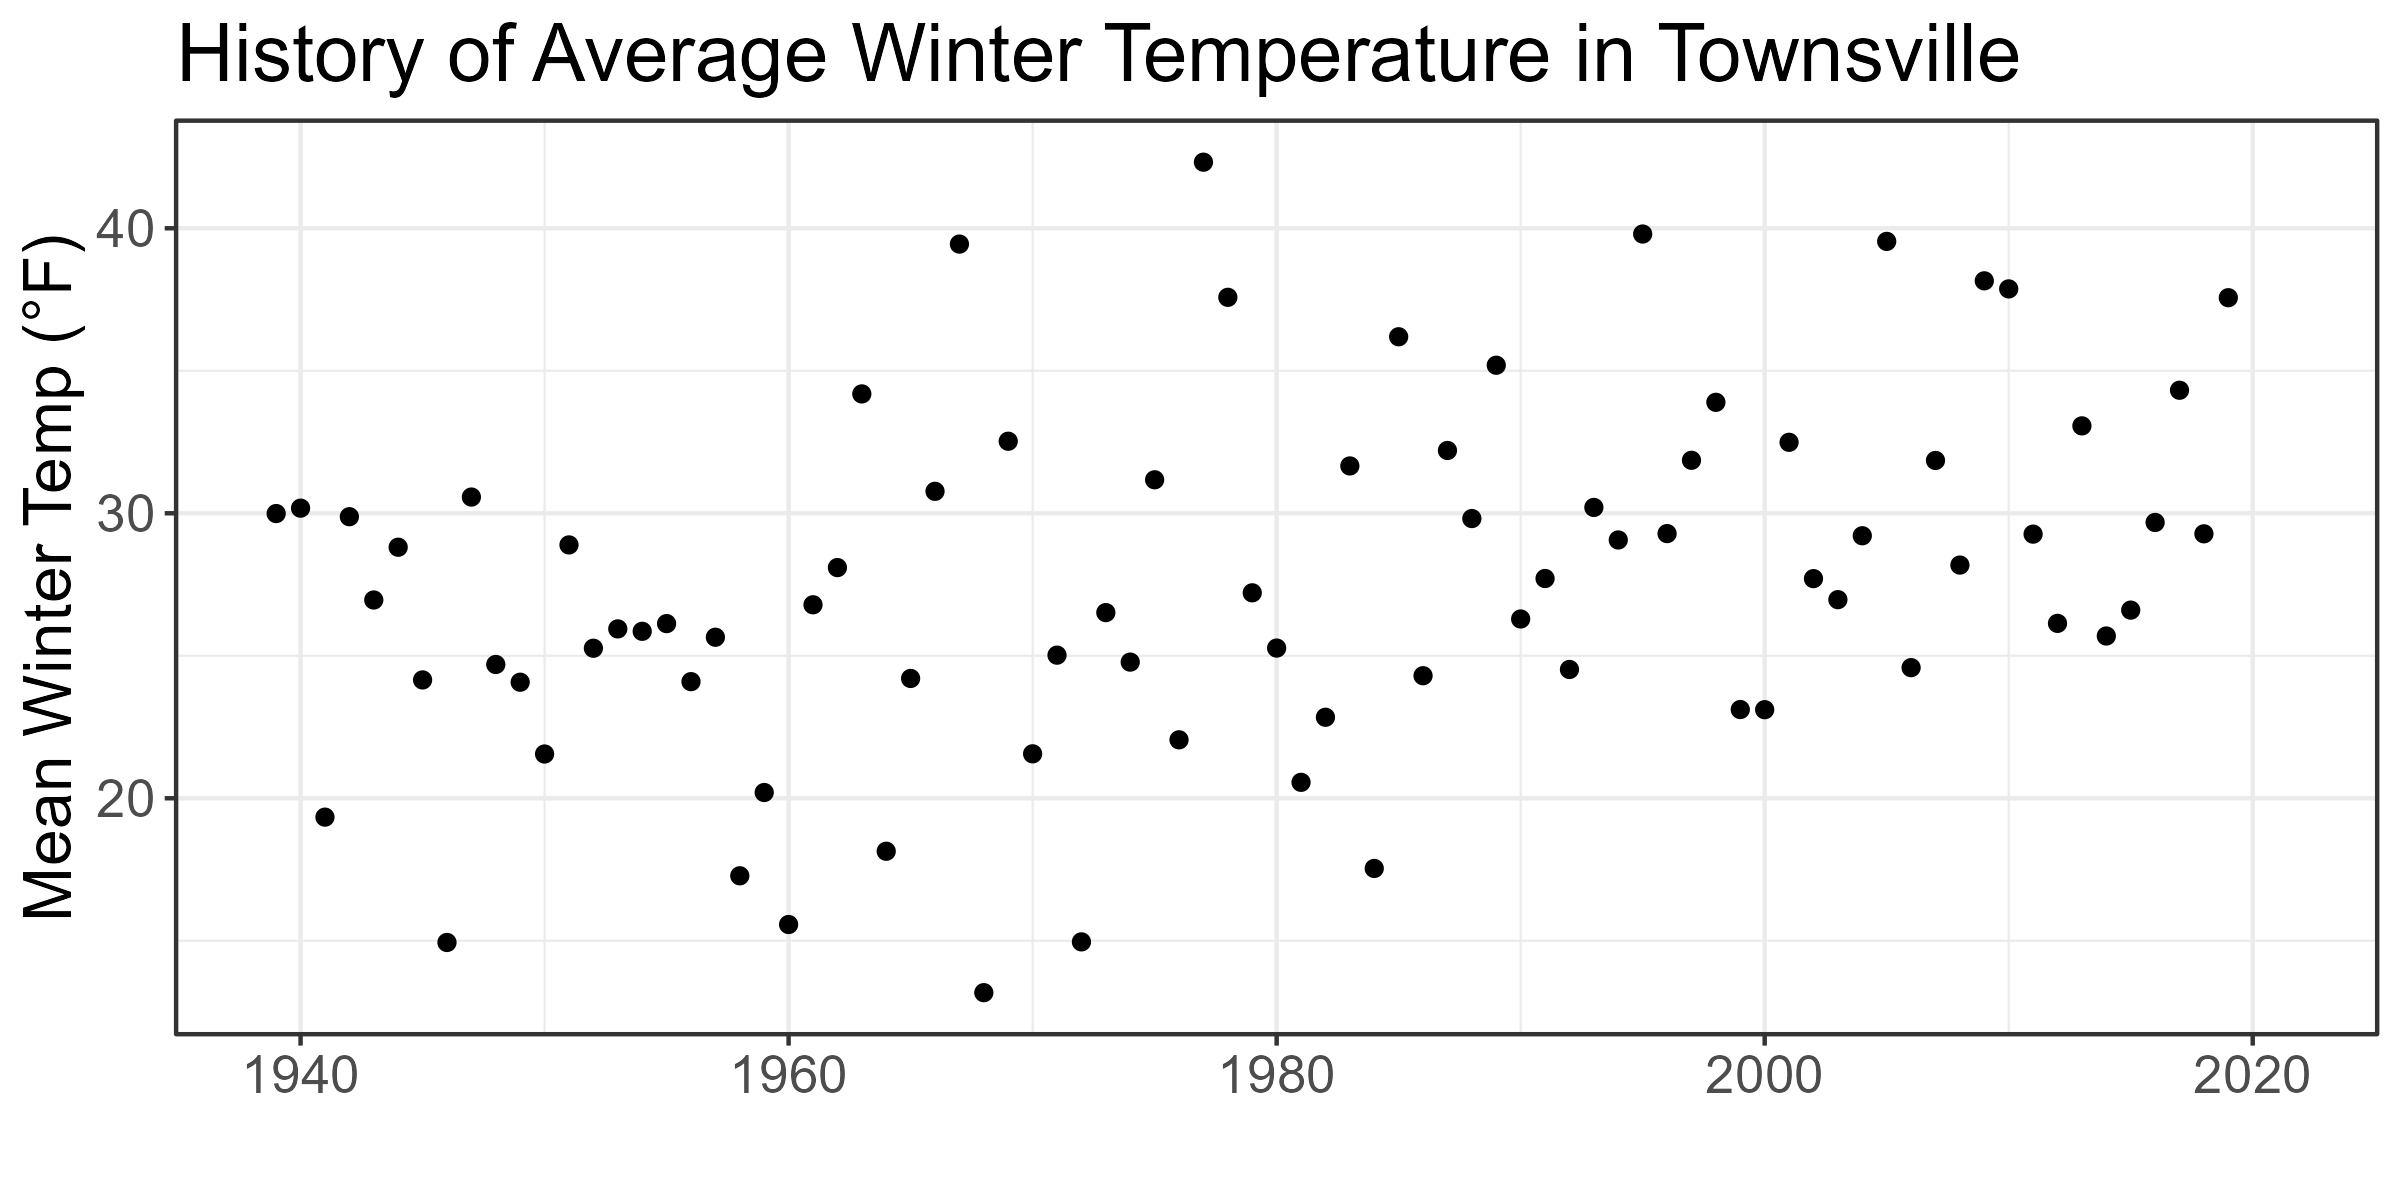 History of Average Winter Temperature in Townsville
Mean Winter Temp (°F)
40
30
20
1940 1960 1980 2000 2020